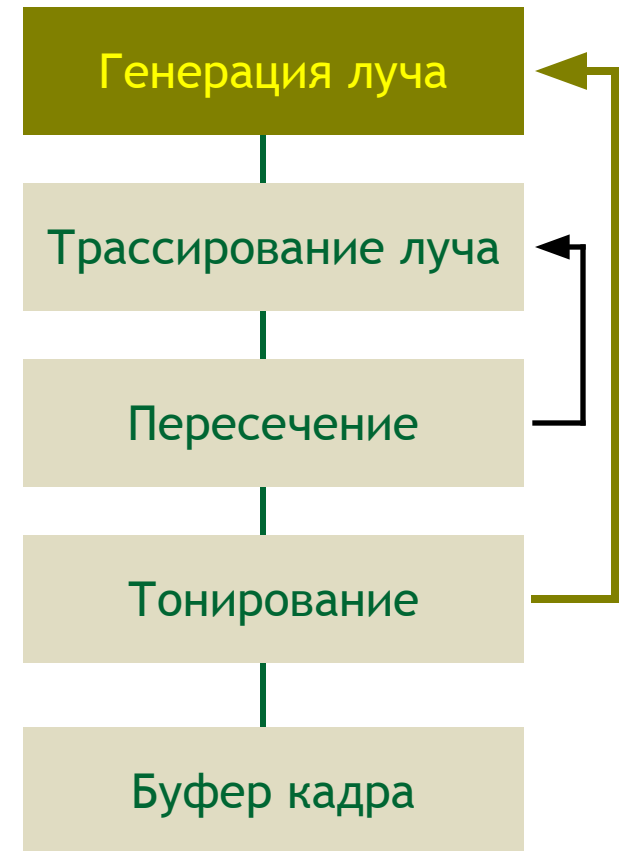 Генерация луча
Трассирование луча
Пересечение
Тонирование
Буфер кадра